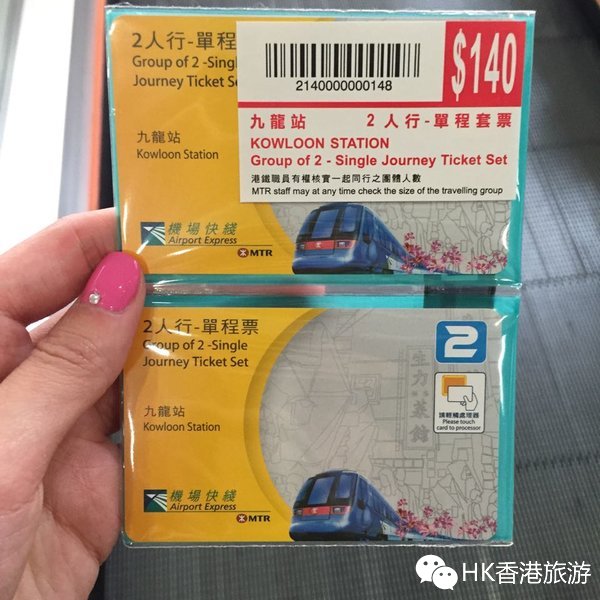 2人行-單程
Group of 2 -Singl
Journey Ticket Se
九龍站
Kowloon Station
機場快綫
Airport Express
MTR
2140000000148
$140
九龍站 2人行-單程套票
KOWLOON STATION
Group of 2 - Single Journey Ticket Set
港鐵職員有權核實一起同行之團體人數
MTR staff may at any time check the size of the travelling group
2人行-單程票
Group of 2 -Single
Journey Ticket Set
九龍站
Kowloon Station
機場快綫
Airport Express
MTR
2
請輕觸處理器
Please touch
card to processor
HK香港旅游